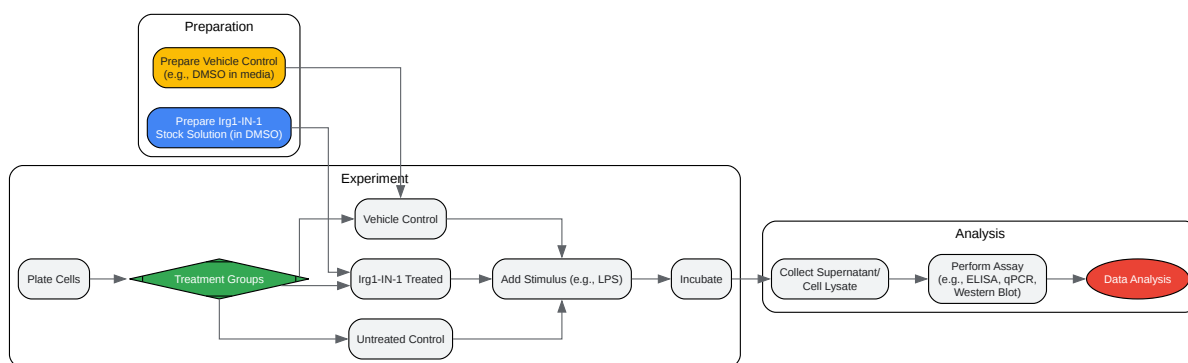 Preparation
Prepare Vehicle Control
(e.g., DMSO in media)
Prepare Irg1-IN-1
Stock Solution (in DMSO)
Experiment
Plate Cells
Treatment Groups
Vehicle Control
Irg1-IN-1 Treated
Untreated Control
Add Stimulus (e.g., LPS)
Incubate
Analysis
Collect Supernatant/
Cell Lysate
Perform Assay
(e.g., ELISA, qPCR,
Western Blot)
Data Analysis